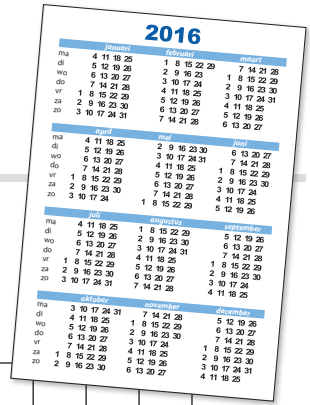 2016
januari februari maart
ma 4 11 18 25 1 8 15 22 29 7 14 21 28
di 5 12 19 26 2 9 16 23 1 8 15 22 29
wo 6 13 20 27 3 10 17 24 2 9 16 23 30
do 7 14 21 28 4 11 18 25 3 10 17 24 31
vr 1 8 15 22 29 5 12 19 26 4 11 18 25
za 2 9 16 23 30 6 13 20 27 5 12 19 26
zo 3 10 17 24 31 7 14 21 28 6 13 20 27
april mei juni
ma 4 11 18 25 2 9 16 23 30 6 13 20 27
di 5 12 19 26 3 10 17 24 31 7 14 21 28
wo 6 13 20 27 4 11 18 25 1 8 15 22 29
do 7 14 21 28 5 12 19 26 2 9 16 23 30
vr 1 8 15 22 29 6 13 20 27 3 10 17 24
za 2 9 16 23 30 7 14 21 28 4 11 18 25
zo 3 10 17 24 1 8 15 22 29 5 12 19 26
juli augustus september
ma 4 11 18 25 1 8 15 22 29 5 12 19 26
di 5 12 19 26 2 9 16 23 30 6 13 20 27
wo 6 13 20 27 3 10 17 24 31 7 14 21 28
do 7 14 21 28 4 11 18 25 1 8 15 22 29
vr 1 8 15 22 29 5 12 19 26 2 9 16 23 30
za 2 9 16 23 30 6 13 20 27 3 10 17 24
zo 3 10 17 24 31 7 14 21 28 4 11 18 25
oktober november december
ma 3 10 17 24 31 7 14 21 28 5 12 19 26
di 4 11 18 25 1 8 15 22 29 6 13 20 27
wo 5 12 19 26 2 9 16 23 30 7 14 21 28
do 6 13 20 27 3 10 17 24 1 8 15 22 29
vr 7 14 21 28 4 11 18 25 2 9 16 23 30
za 1 8 15 22 29 5 12 19 26 3 10 17 24 31
zo 2 9 16 23 30 6 13 20 27 4 11 18 25